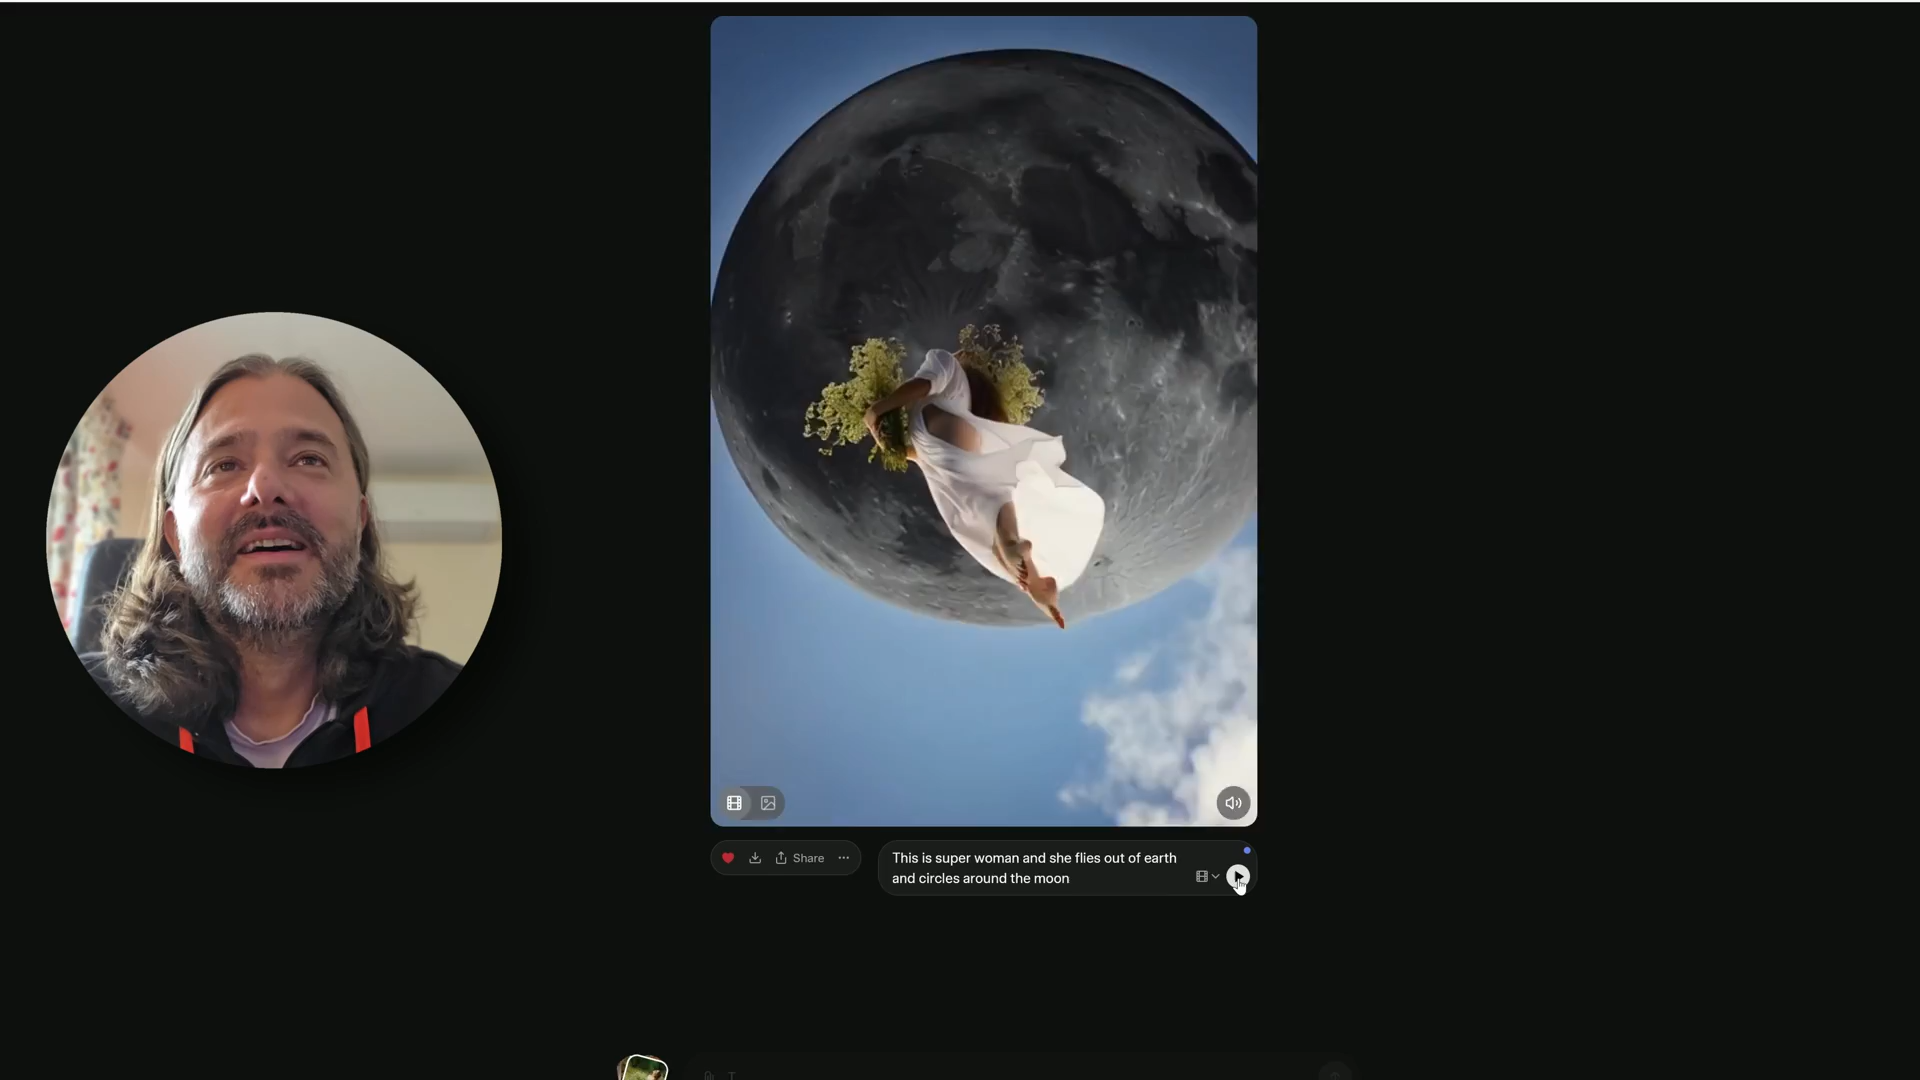 Share
This is super woman and she flies out of earth
and circles around the moon